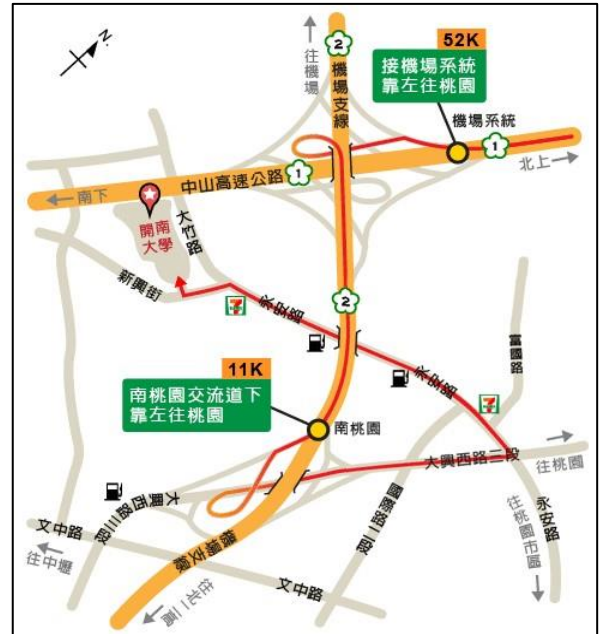 N.
2
往機場
機場支線
52K
接機場系統
靠左往桃園
機場系統
1
北上
中山高速公路
1
南下
開南
大學
大竹路
新興街
7
永安路
2
富國路
11K
南桃園交流道下
靠左往桃園
南桃園
永安路
7
大興西路二段
往桃園
大興西路三段
國際路二段
永安路
往桃園市區
文中路
往中壢
機場支線
文中路
往北二高